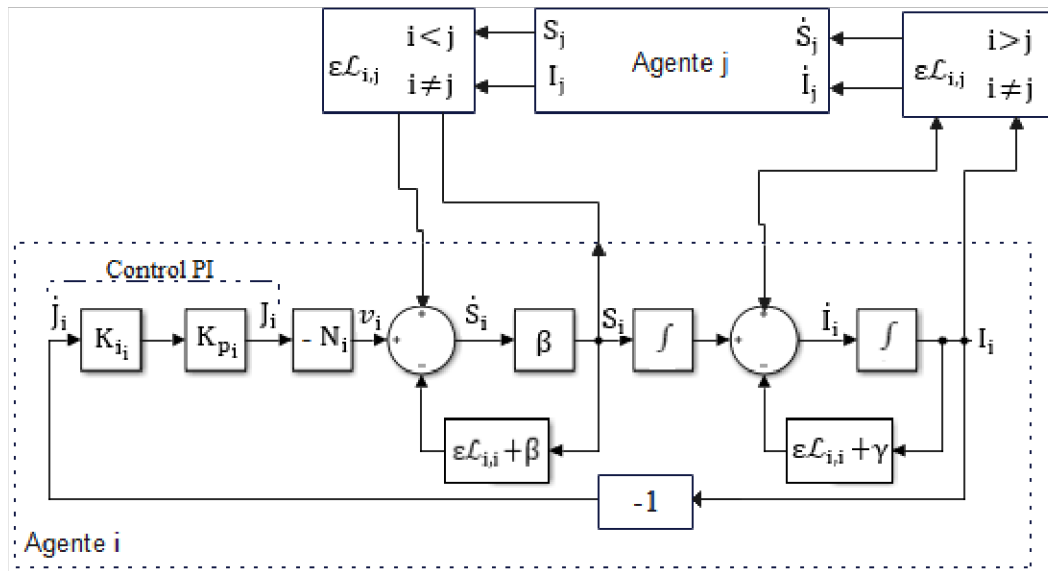 εℒi,j
i<j
i≠j
Sj
Ij
Agente j
Ṡj
İj
εℒi,j
i>j
i≠j
Control PI
J̇i
Kii
Kpi
Ji
- Ni
vi
+
+
−
Ṡi
β
Si
∫
+
+
−
İi
∫
Ii
εℒi,i+β
εℒi,i+γ
-1
Agente i